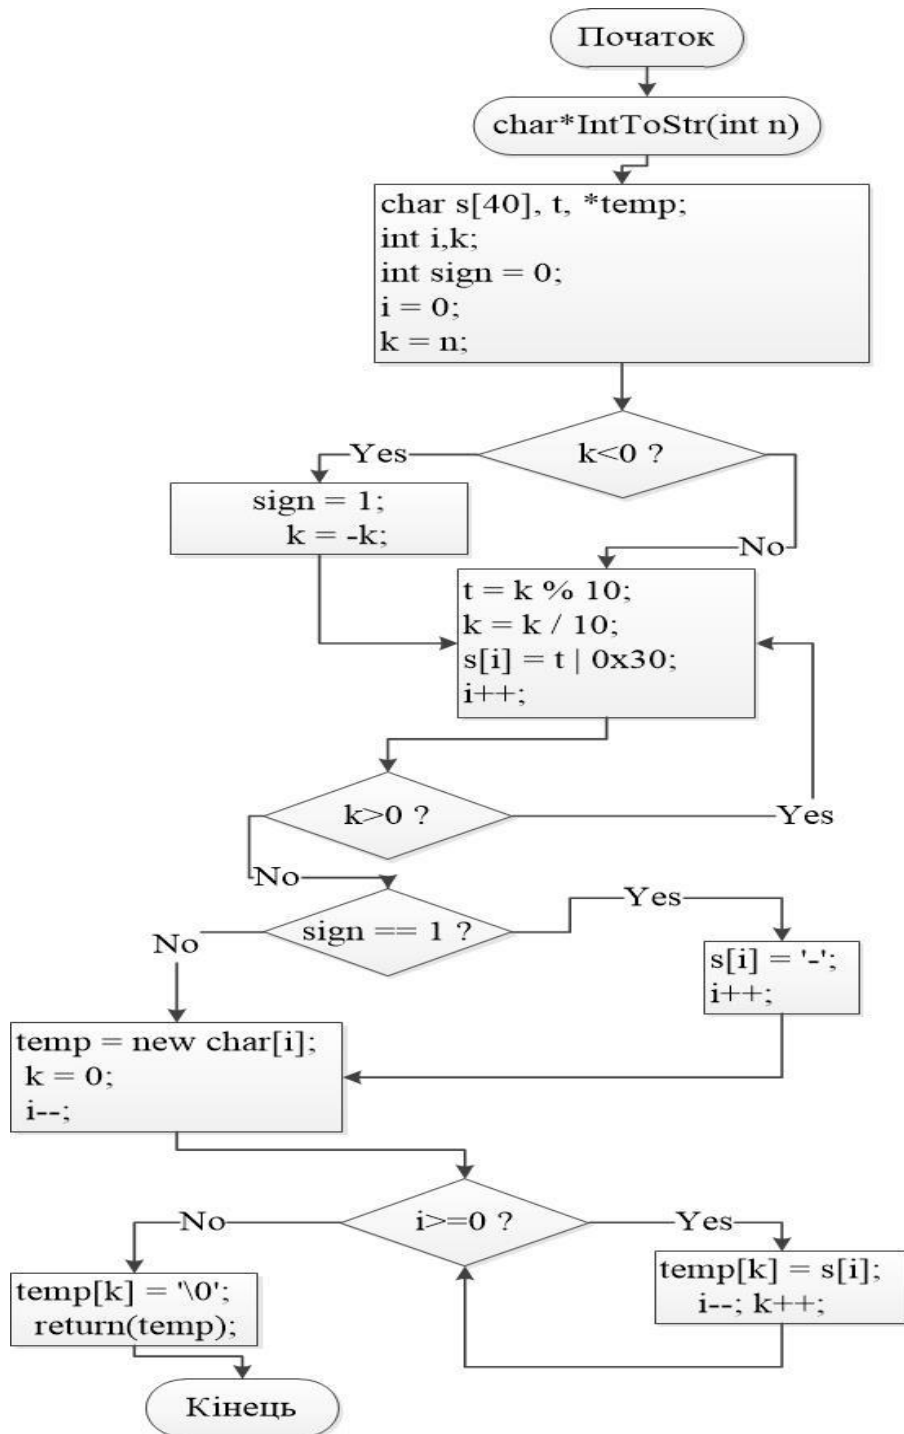 Початок
char*IntToStr(int n)
char s[40], t, *temp;
int i,k;
int sign = 0;
i = 0;
k = n;
k<0 ?
Yes
sign = 1;
k = -k;
No
t = k % 10;
k = k / 10;
s[i] = t | 0x30;
i++;
k>0 ?
Yes
No
sign == 1 ?
Yes
No
s[i] = '-';
i++;
temp = new char[i];
k = 0;
i--;
i>=0 ?
No
Yes
temp[k] = s[i];
i--; k++;
temp[k] = '\0';
return(temp);
Кінець